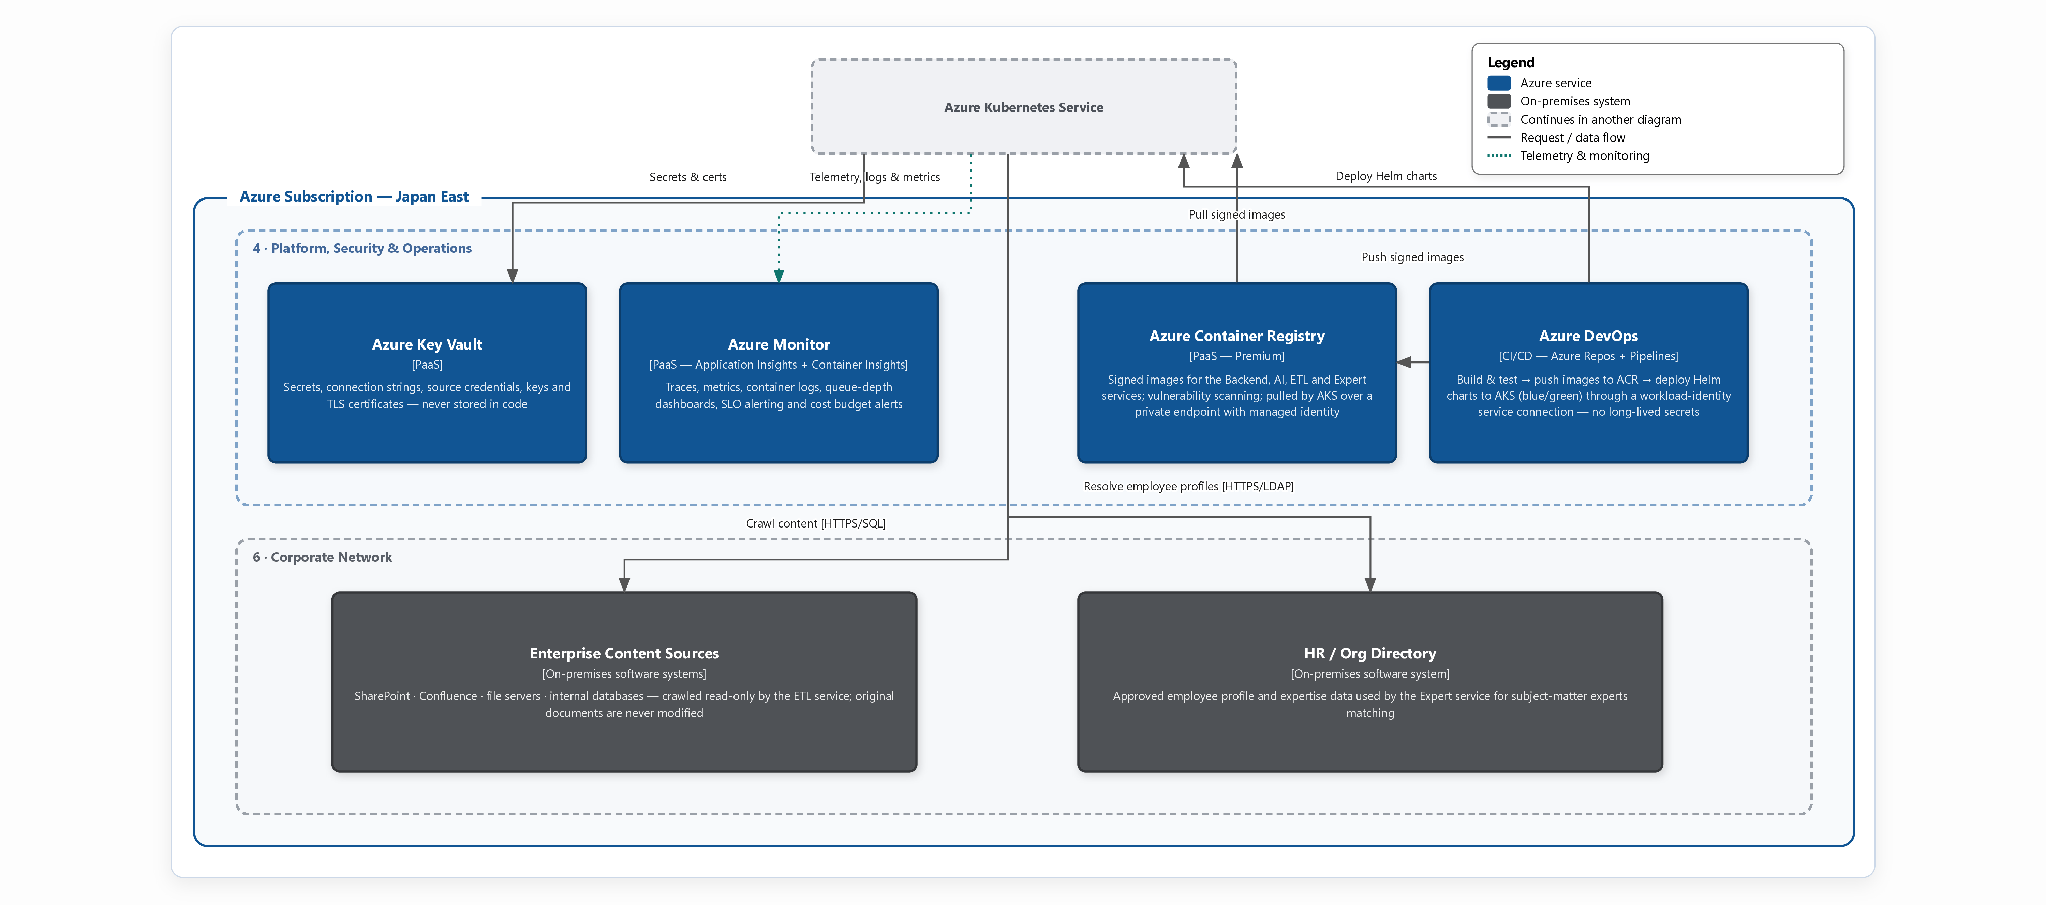 Azure Kubernetes Service
Legend
Azure service
On-premises system
Continues in another diagram
Request / data flow
Telemetry & monitoring
Secrets & certs
Telemetry, logs & metrics
Deploy Helm charts
Azure Subscription — Japan East
Pull signed images
4 · Platform, Security & Operations
Push signed images
Azure Key Vault
[PaaS]
Secrets, connection strings, source credentials, keys and
TLS certificates — never stored in code
Azure Monitor
[PaaS — Application Insights + Container Insights]
Traces, metrics, container logs, queue-depth
dashboards, SLO alerting and cost budget alerts
Azure Container Registry
[PaaS — Premium]
Signed images for the Backend, AI, ETL and Expert
services; vulnerability scanning; pulled by AKS over a
private endpoint with managed identity
Azure DevOps
[CI/CD — Azure Repos + Pipelines]
Build & test → push images to ACR → deploy Helm
charts to AKS (blue/green) through a workload-identity
service connection — no long-lived secrets
Resolve employee profiles [HTTPS/LDAP]
Crawl content [HTTPS/SQL]
6 · Corporate Network
Enterprise Content Sources
[On-premises software systems]
SharePoint · Confluence · file servers · internal databases — crawled read-only by the ETL service; original
documents are never modified
HR / Org Directory
[On-premises software system]
Approved employee profile and expertise data used by the Expert service for subject-matter experts
matching